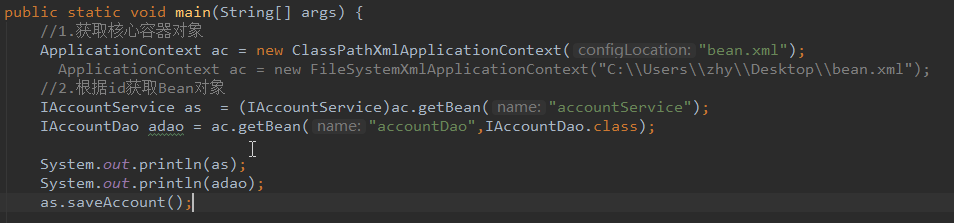 public static void main(String[] args) {
//1.获取核心容器对象
ApplicationContext ac = new ClassPathXmlApplicationContext( configLocation: "bean.xml");
ApplicationContext ac = new FileSystemXmlApplicationContext("C:\\Users\\zhy\\Desktop\\bean.xml");
//2.根据id获取Bean对象
IAccountService as  = (IAccountService)ac.getBean( name: "accountService");
IAccountDao adao = ac.getBean( name: "accountDao",IAccountDao.class);
System.out.println(as);
System.out.println(adao);
as.saveAccount();